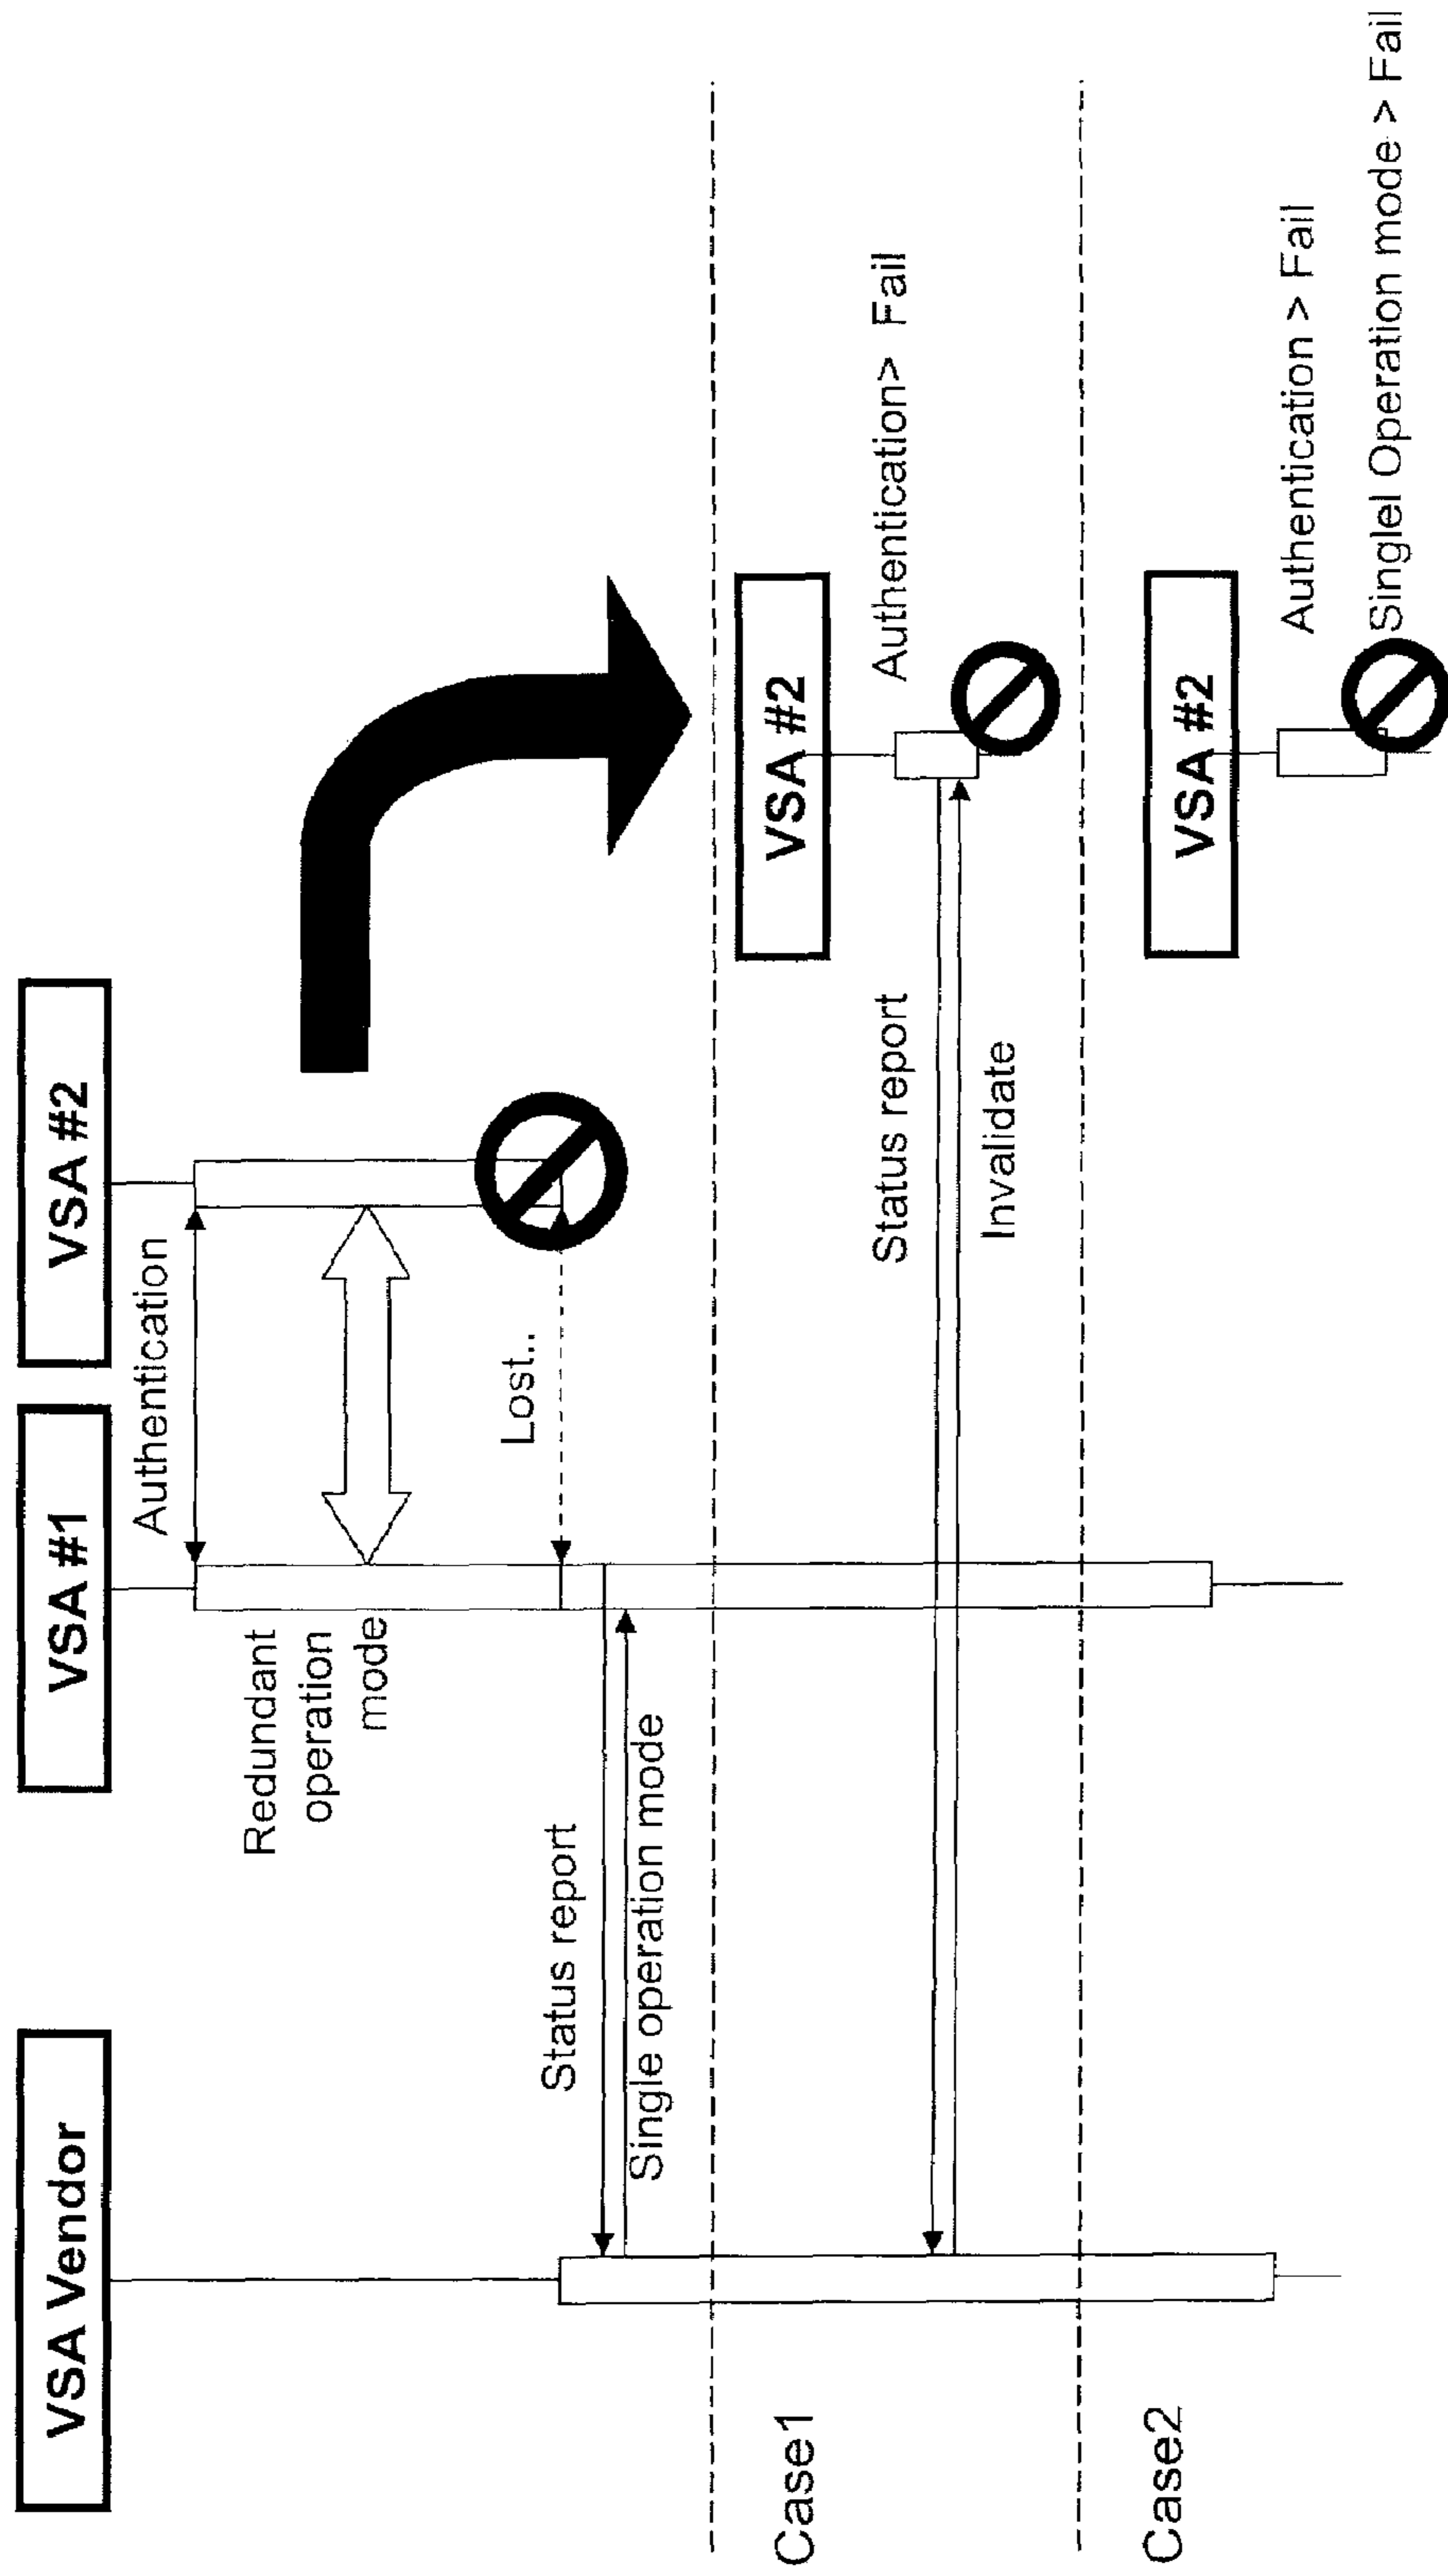 VSA Vendor
VSA #1
VSA #2
Authentication
Redundant
operation
mode
Lost..
Status report
Single operation mode
Case1
VSA #2
Authentication> Fail
Status report
Invalidate
Case2
VSA #2
Authentication > Fail
Singlel Operation mode > Fail